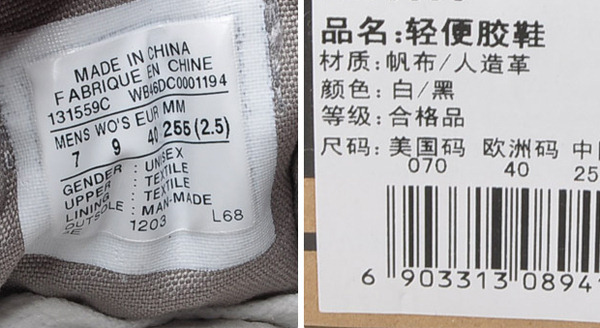 MADE IN CHINA
FABRIQUE EN CHINE
131559C WB46DC0001194
MENS WO'S EUR MM
7 9 40 255 (2.5)
GENDER : UNISEX
UPPER : TEXTILE
LINING : TEXTILE
OUTSOLE : MAN-MADE
1203 L68
品名:轻便胶鞋
材质:帆布/人造革
颜色:白/黑
等级:合格品
尺码:美国码 欧洲码
070 40 25
6 903313 0894